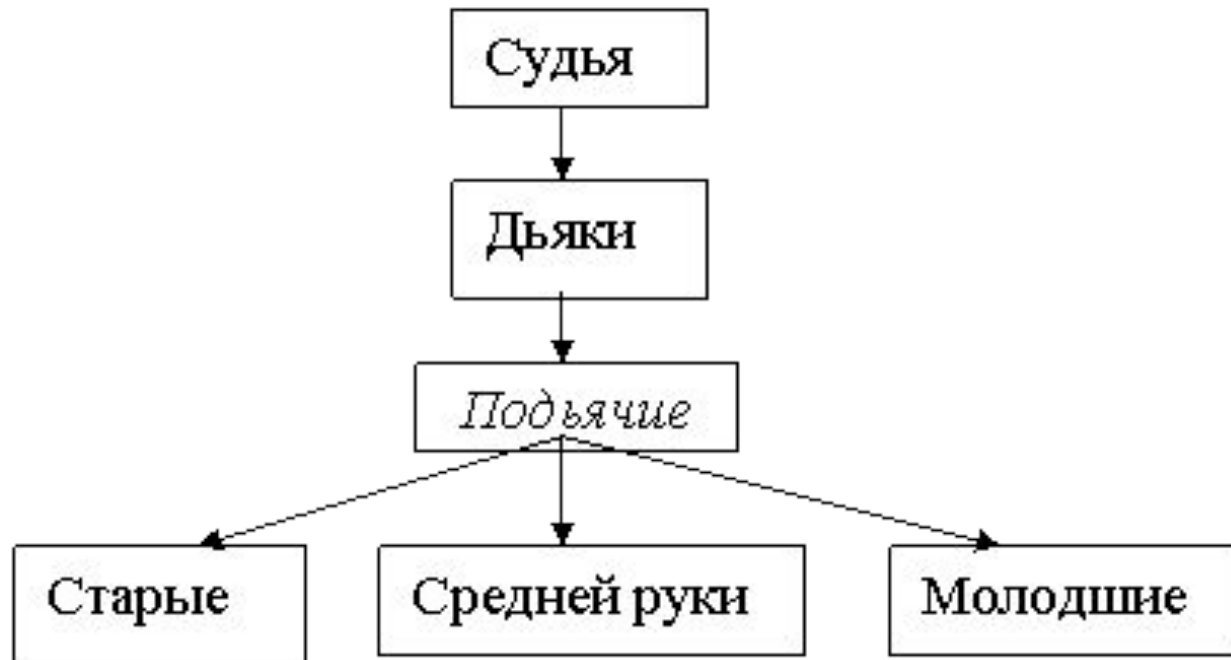 Судья
Дьяки
Подьячие
Старые
Средней руки
Молодшие